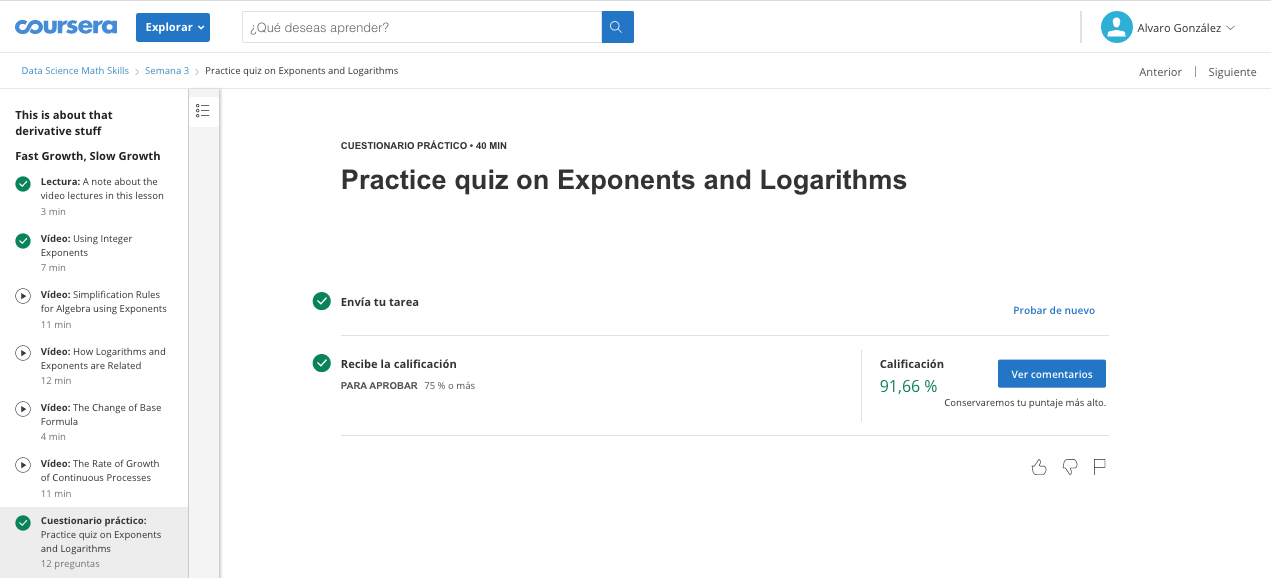 coursera
Explorar
¿Qué deseas aprender?
Alvaro González
Data Science Math Skills
Semana 3
Practice quiz on Exponents and Logarithms
Anterior
Siguiente
This is about that
derivative stuff
Fast Growth, Slow Growth
Lectura: A note about the
video lectures in this lesson
3 min
Vídeo: Using Integer
Exponents
7 min
Vídeo: Simplification Rules
for Algebra using Exponents
11 min
Vídeo: How Logarithms and
Exponents are Related
12 min
Vídeo: The Change of Base
Formula
4 min
Vídeo: The Rate of Growth
of Continuous Processes
11 min
Cuestionario práctico:
Practice quiz on Exponents
and Logarithms
12 preguntas
CUESTIONARIO PRÁCTICO • 40 MIN
Practice quiz on Exponents and Logarithms
Envía tu tarea
Probar de nuevo
Recibe la calificación
PARA APROBAR 75 % o más
Calificación
91,66 %
Ver comentarios
Conservaremos tu puntaje más alto.